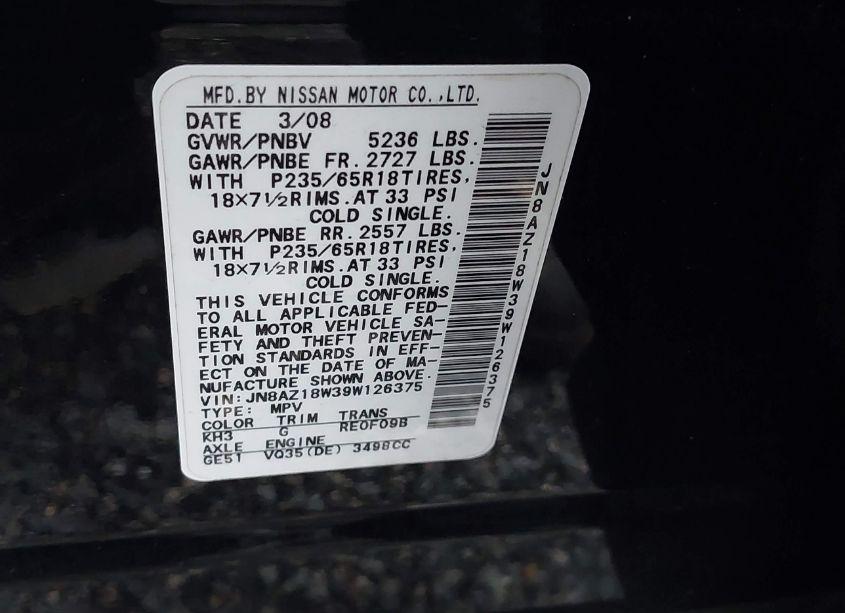 MFD.BY NISSAN MOTOR CO.,LTD.
DATE 3/08
GVWR/PNBV 5236 LBS.
GAWR/PNBE FR. 2727 LBS.
WITH P235/65R18TIRES,
18×7½RIMS.AT 33 PSI
COLD SINGLE.
GAWR/PNBE RR. 2557 LBS.
WITH P235/65R18TIRES,
18×7½RIMS.AT 33 PSI
COLD SINGLE.
THIS VEHICLE CONFORMS
TO ALL APPLICABLE FED–
ERAL MOTOR VEHICLE SA–
FETY AND THEFT PREVEN–
TION STANDARDS IN EFF–
ECT ON THE DATE OF MA–
NUFACTURE SHOWN ABOVE.
VIN:JN8AZ18W39W126375
TYPE: MPV
COLOR TRIM TRANS
KH3 G RE0F09B
AXLE ENGINE
GE51 VQ35(DE) 3498CC
JN8AZ18W39W126375